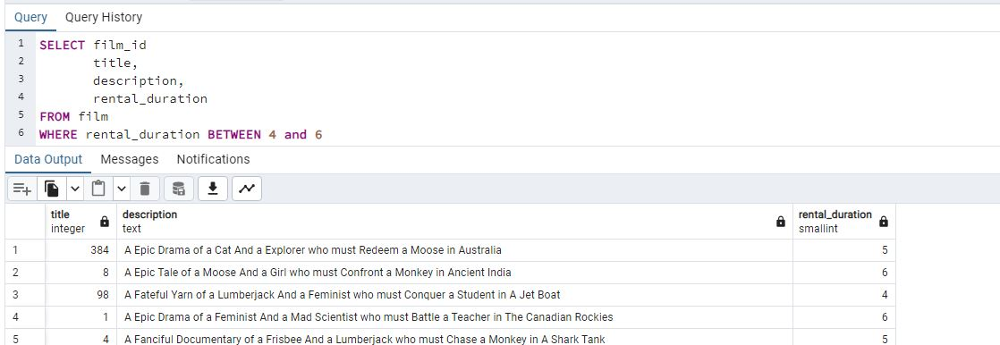 Query Query History
1 SELECT film_id
2 title,
3 description,
4 rental_duration
5 FROM film
6 WHERE rental_duration BETWEEN 4 and 6
Data Output Messages Notifications
title description rental_duration
integer text smallint
1 384 A Epic Drama of a Cat And a Explorer who must Redeem a Moose in Australia 5
2 8 A Epic Tale of a Moose And a Girl who must Confront a Monkey in Ancient India 6
3 98 A Fateful Yarn of a Lumberjack And a Feminist who must Conquer a Student in A Jet Boat 4
4 1 A Epic Drama of a Feminist And a Mad Scientist who must Battle a Teacher in The Canadian Rockies 6
5 4 A Fanciful Documentary of a Frisbee And a Lumberjack who must Chase a Monkey in A Shark Tank 5